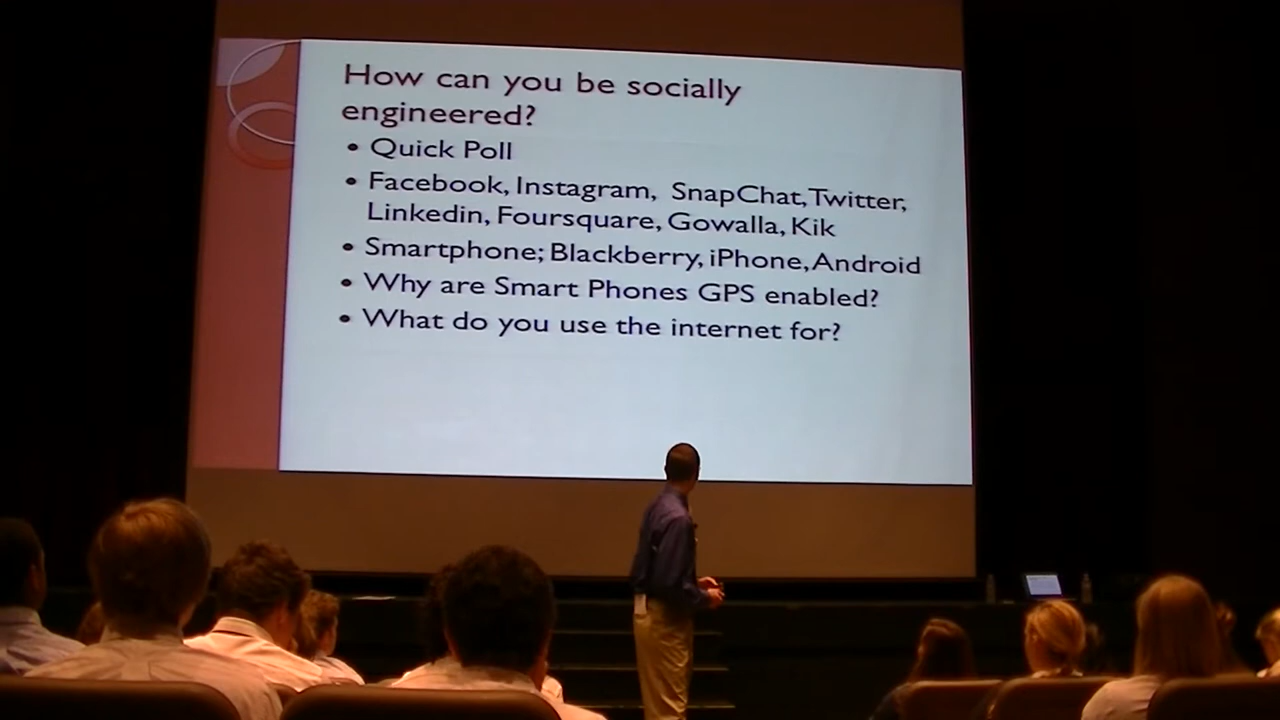 How can you be socially
engineered?
• Quick Poll
• Facebook, Instagram, SnapChat, Twitter,
Linkedin, Foursquare, Gowalla, Kik
• Smartphone; Blackberry, iPhone, Android
• Why are Smart Phones GPS enabled?
• What do you use the internet for?